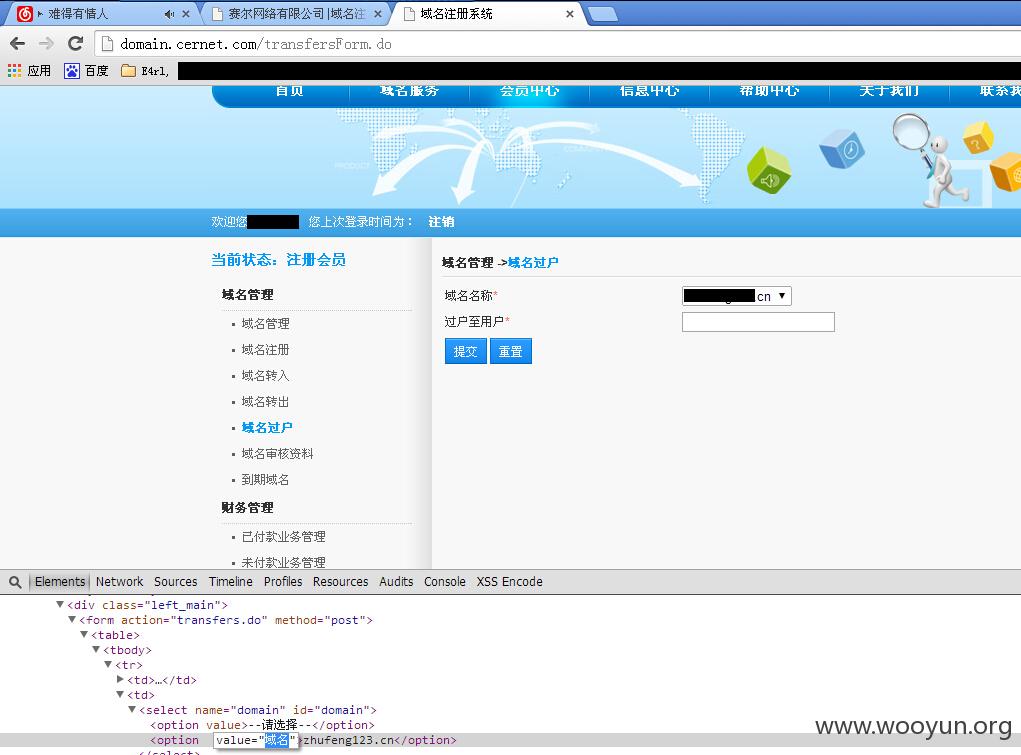 难得有情人
赛尔网络有限公司|域名注
域名注册系统
domain.cernet.com/transfersForm.do
应用 百度 E4r1,
首页 域名服务 会员中心 信息中心 帮助中心 关于我们 联系我
PRODUCT
欢迎您 您上次登录时间为： 注销
当前状态：注册会员
域名管理
域名管理
域名注册
域名转入
域名转出
域名过户
域名审核资料
到期域名
财务管理
已付款业务管理
未付款业务管理
域名管理 ->域名过户
域名名称* cn
过户至用户*
提交 重置
Elements Network Sources Timeline Profiles Resources Audits Console XSS Encode
<div class="left_main">
<form action="transfers.do" method="post">
<table>
<tbody>
<tr>
<td>…</td>
<td>
<select name="domain" id="domain">
<option value>--请选择--</option>
<option value="域名">zhufeng123.cn</option>
</select>
www.wooyun.org